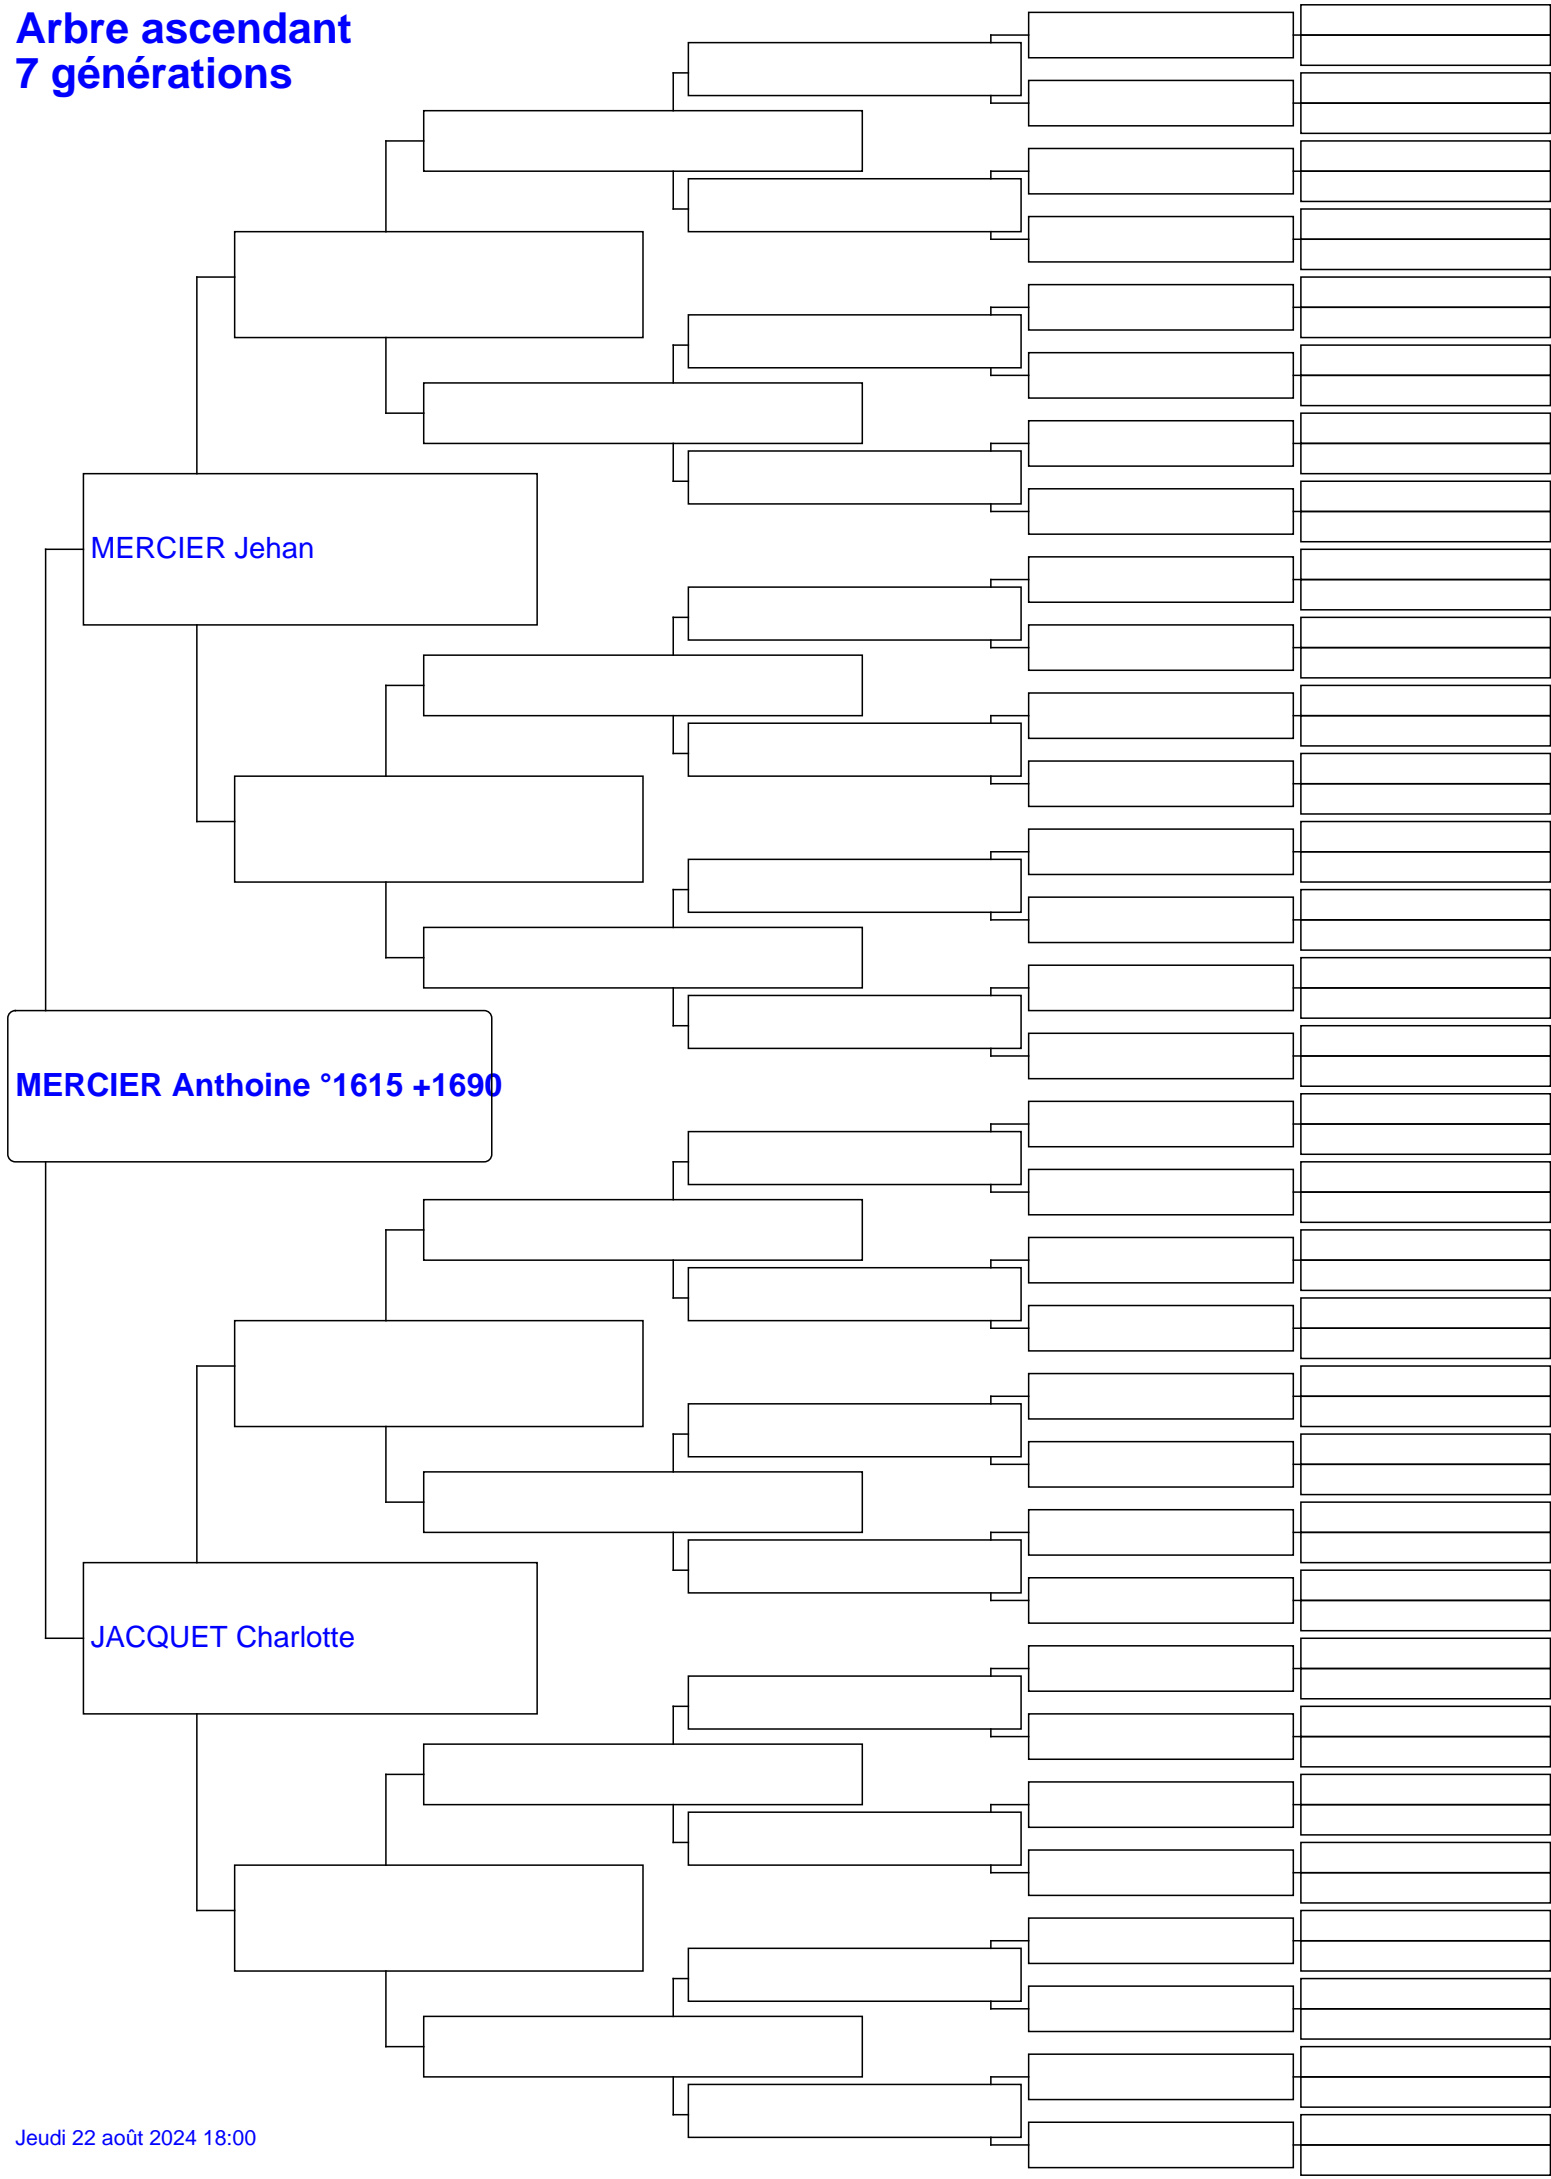 Arbre ascendant
7 générations
MERCIER Jehan
MERCIER Anthoine °1615 +1690
JACQUET Charlotte
Jeudi 22 août 2024 18:00